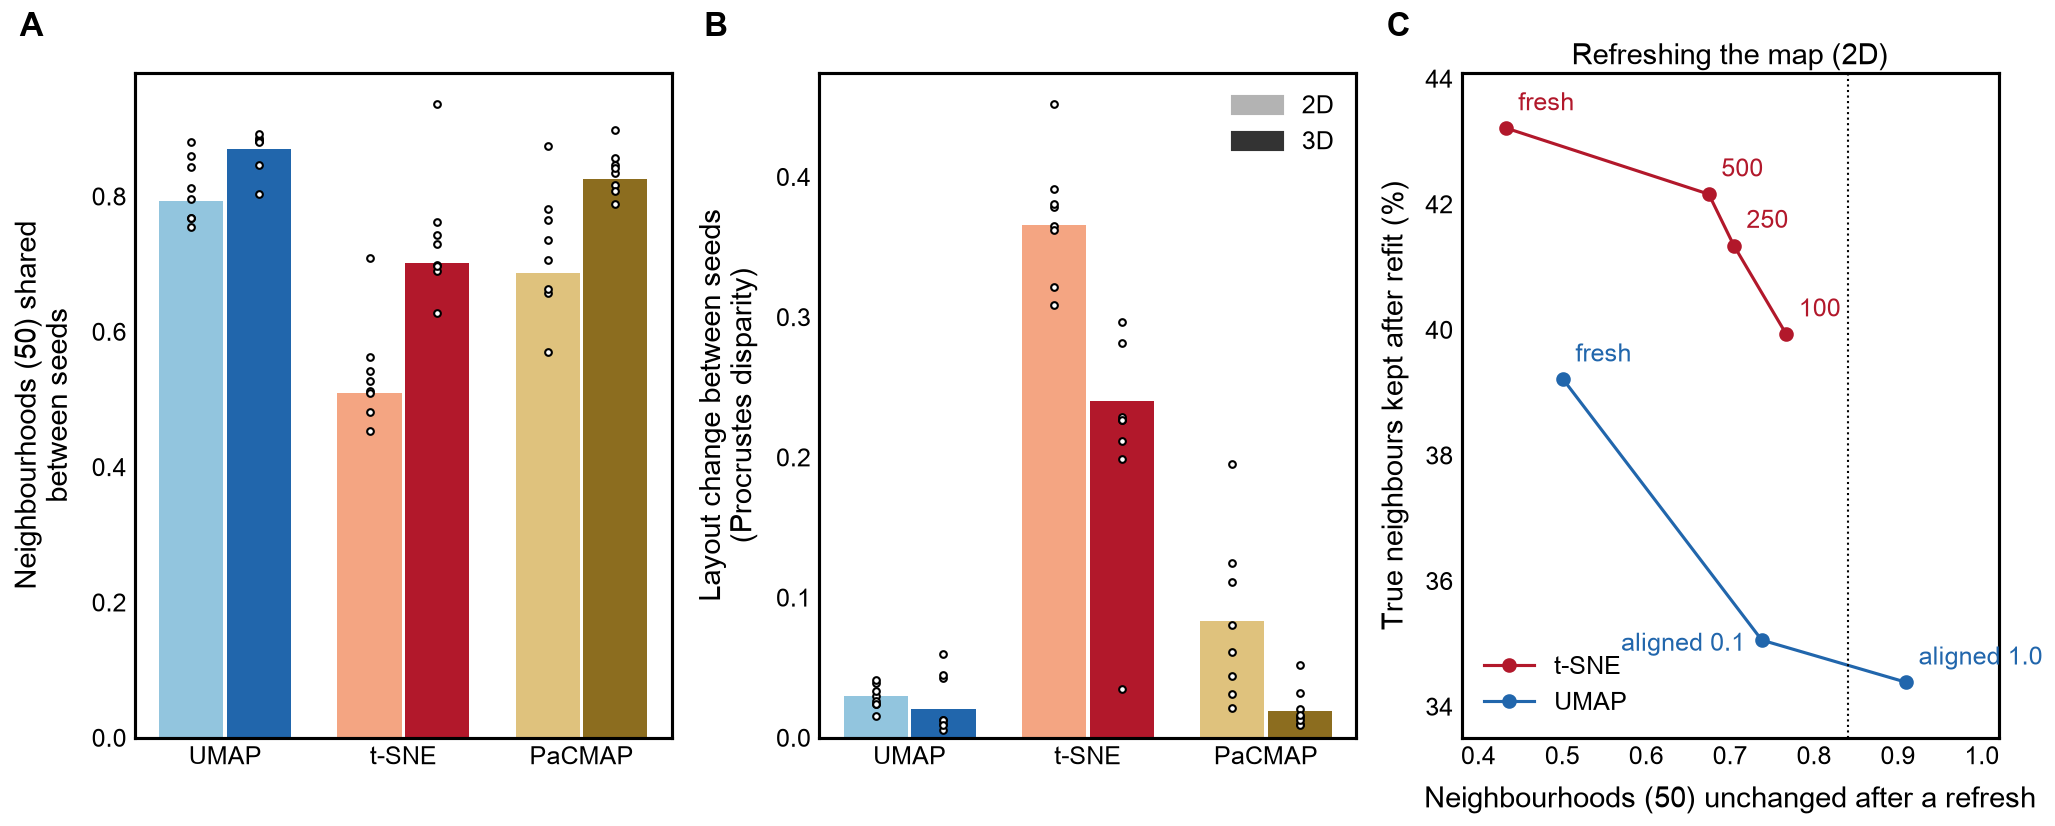 A
Neighbourhoods (50) shared
between seeds
0.8
0.6
0.4
0.2
0.0
UMAP
t-SNE
PaCMAP
B
Layout change between seeds
(Procrustes disparity)
0.4
0.3
0.2
0.1
0.0
2D
3D
UMAP
t-SNE
PaCMAP
C
Refreshing the map (2D)
True neighbours kept after refit (%)
44
42
40
38
36
34
fresh
500
250
100
fresh
aligned 0.1
aligned 1.0
t-SNE
UMAP
0.4
0.5
0.6
0.7
0.8
0.9
1.0
Neighbourhoods (50) unchanged after a refresh